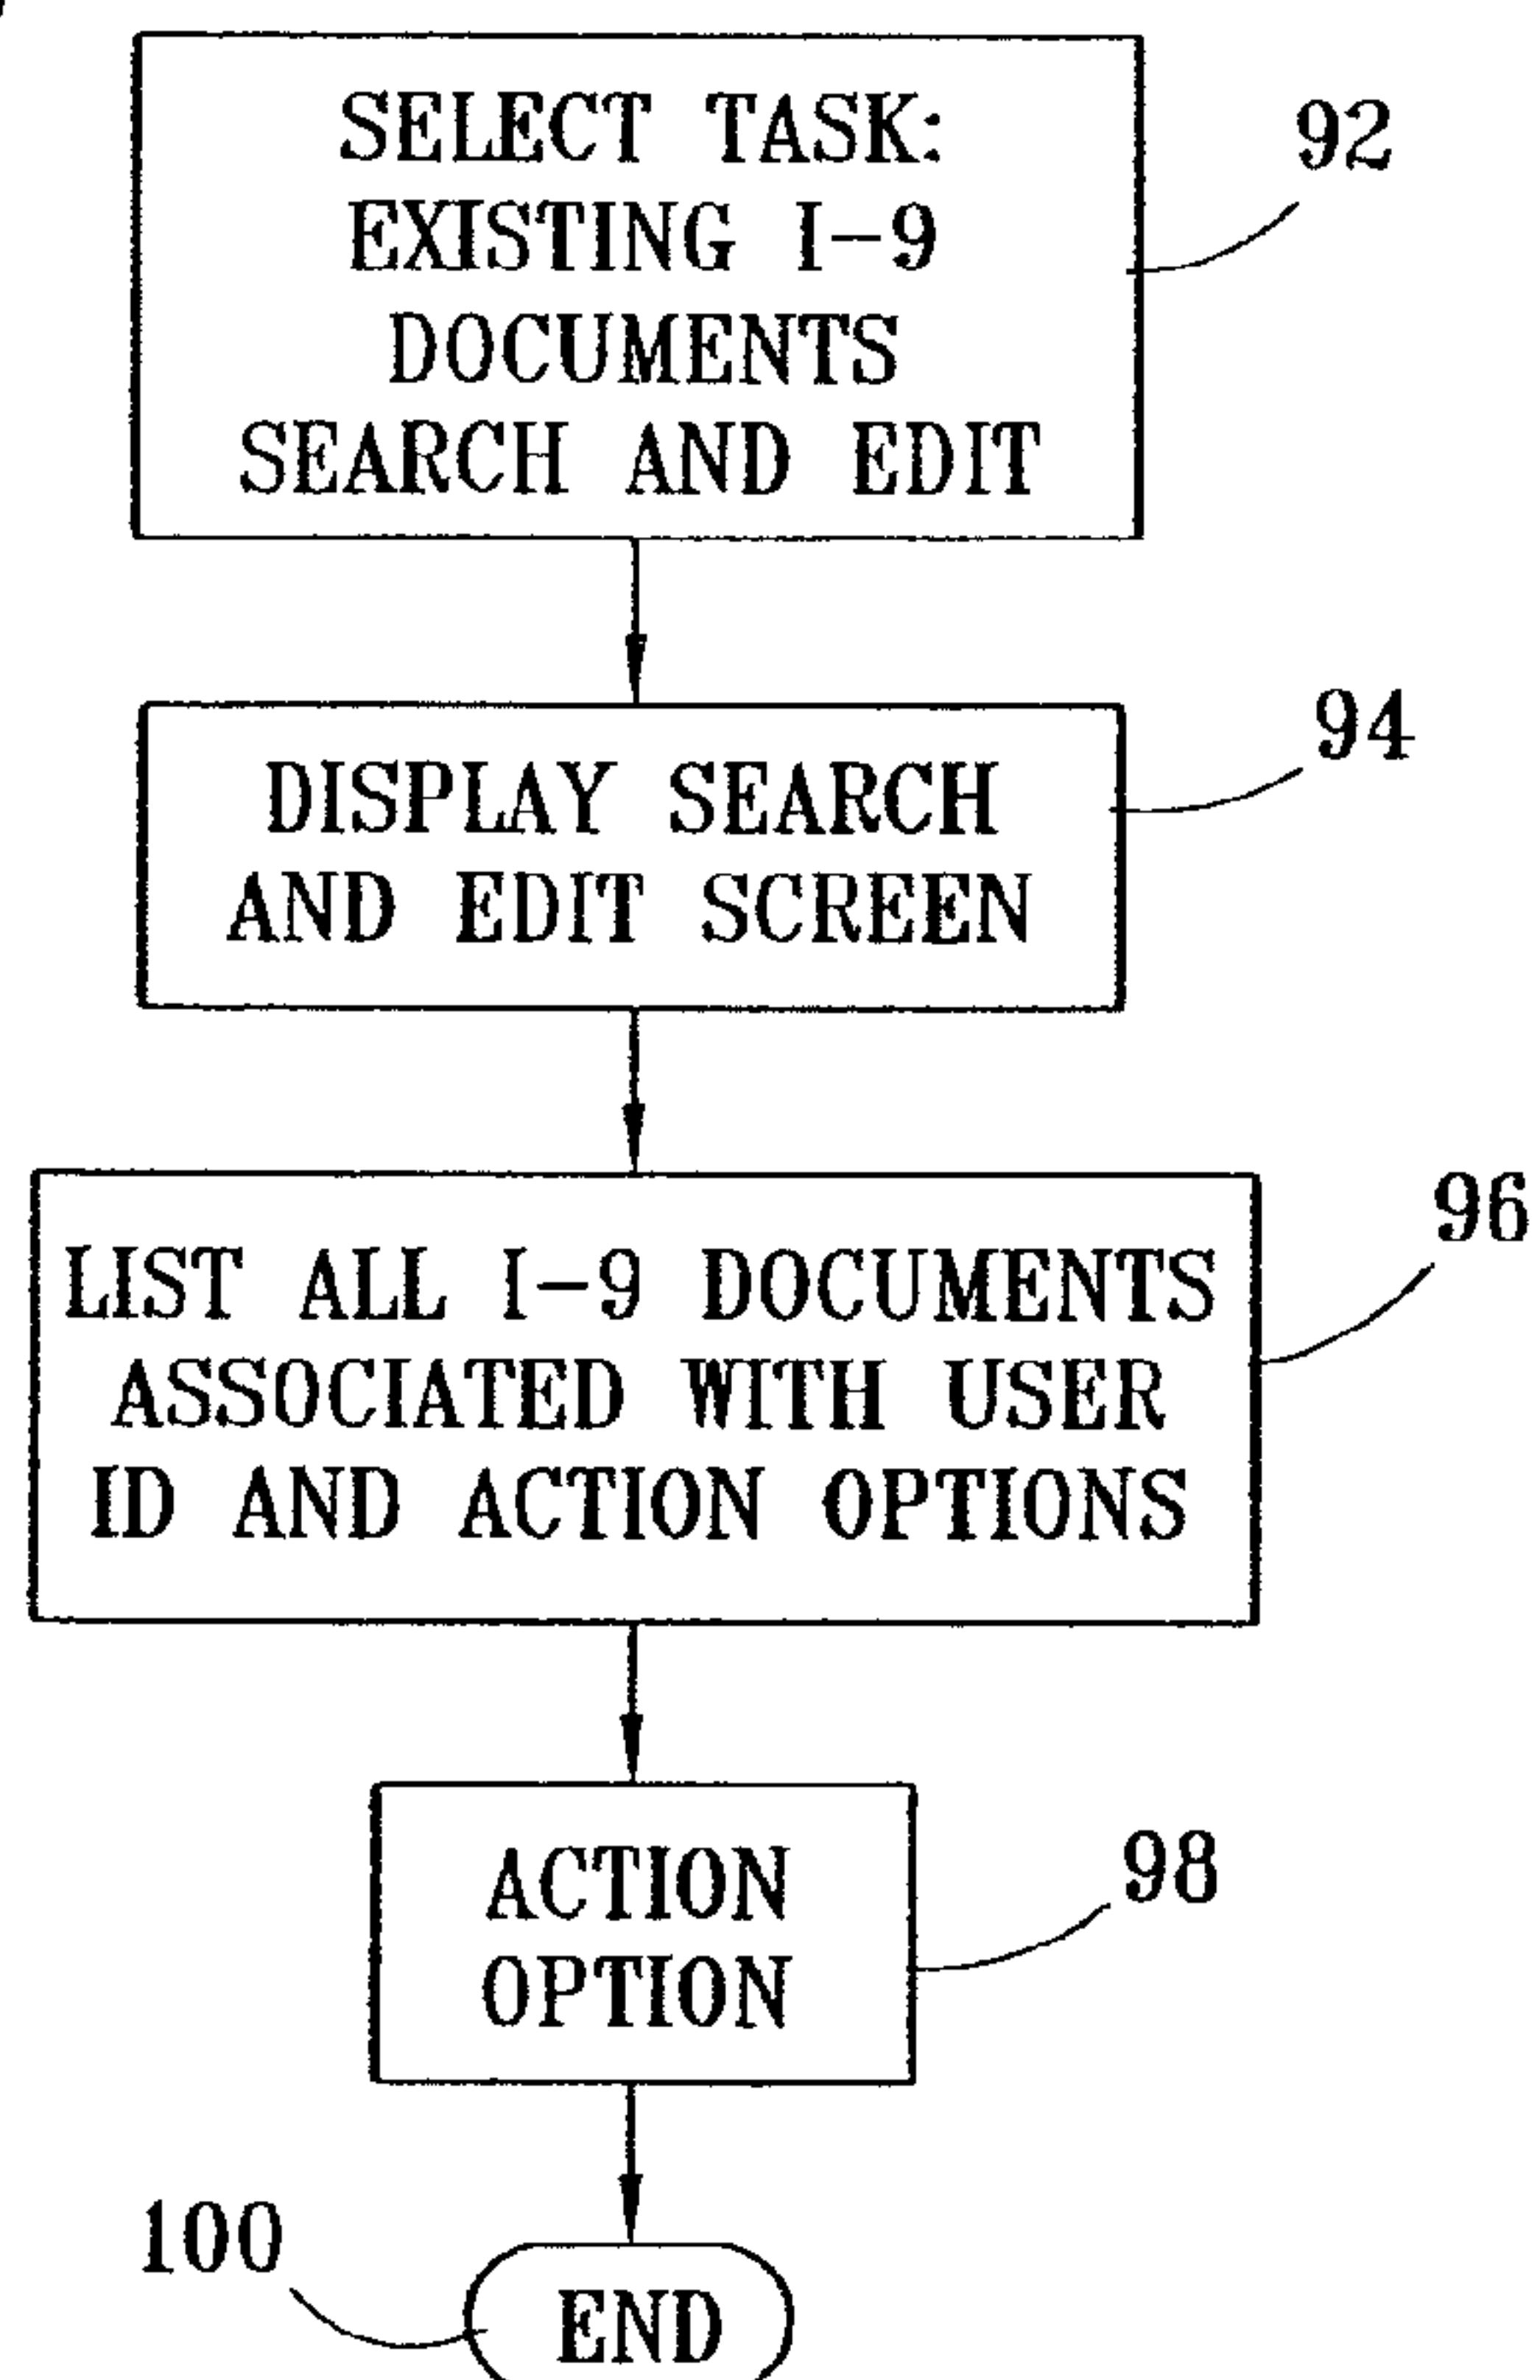 SELECT TASK:
EXISTING I-9
DOCUMENTS
SEARCH AND EDIT
92
DISPLAY SEARCH
AND EDIT SCREEN
94
LIST ALL I-9 DOCUMENTS
ASSOCIATED WITH USER
ID AND ACTION OPTIONS
96
ACTION
OPTION
98
100
END